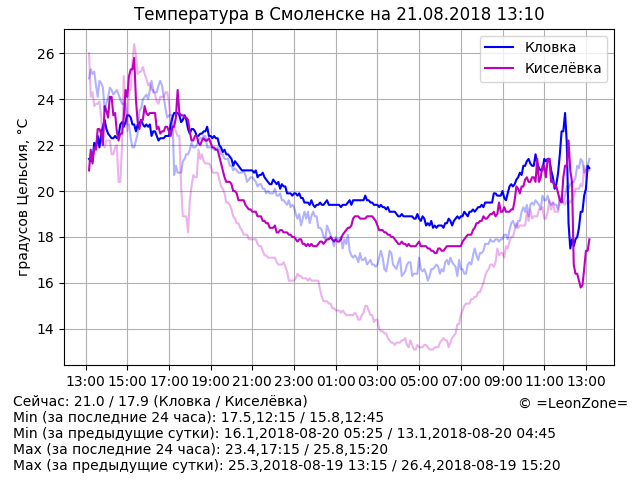 Температура в Смоленске на 21.08.2018 13:10
Кловка
Киселёвка
градусов Цельсия, °C
26
24
22
20
18
16
14
13:00 15:00 17:00 19:00 21:00 23:00 01:00 03:00 05:00 07:00 09:00 11:00 13:00
Сейчас: 21.0 / 17.9 (Кловка / Киселёвка)
© =LeonZone=
Min (за последние 24 часа): 17.5,12:15 / 15.8,12:45
Min (за предыдущие сутки): 16.1,2018-08-20 05:25 / 13.1,2018-08-20 04:45
Max (за последние 24 часа): 23.4,17:15 / 25.8,15:20
Max (за предыдущие сутки): 25.3,2018-08-19 13:15 / 26.4,2018-08-19 15:20